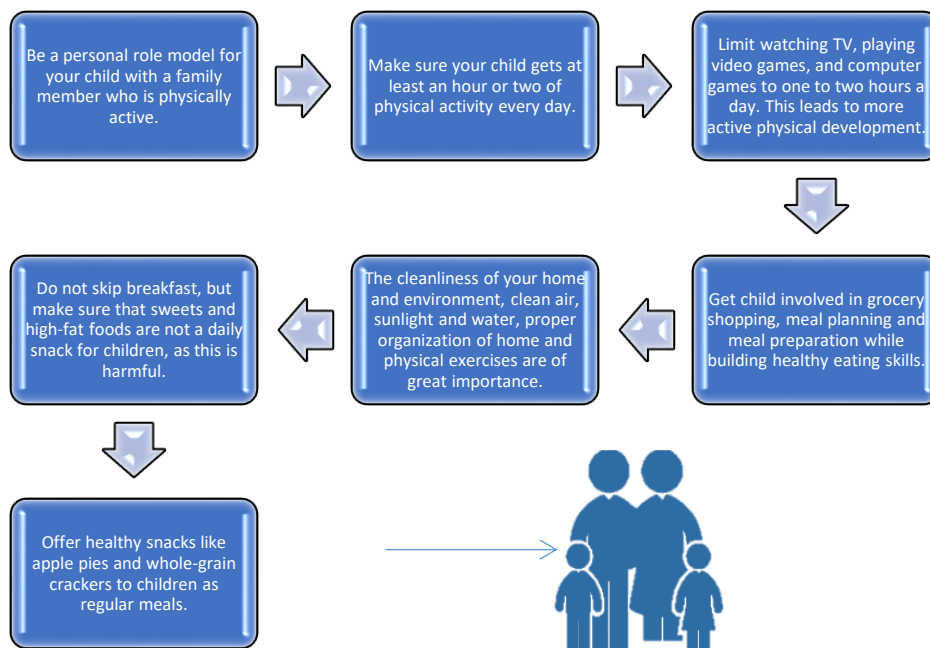 Be a personal role model for
your child with a family
member who is physically
active.
Make sure your child gets at
least an hour or two of
physical activity every day.
Limit watching TV, playing
video games, and computer
games to one to two hours a
day. This leads to more
active physical development.
Get child involved in grocery
shopping, meal planning and
meal preparation while
building healthy eating skills.
The cleanliness of your home
and environment, clean air,
sunlight and water, proper
organization of home and
physical exercises are of
great importance.
Do not skip breakfast, but
make sure that sweets and
high-fat foods are not a daily
snack for children, as this is
harmful.
Offer healthy snacks like
apple pies and whole-grain
crackers to children as
regular meals.